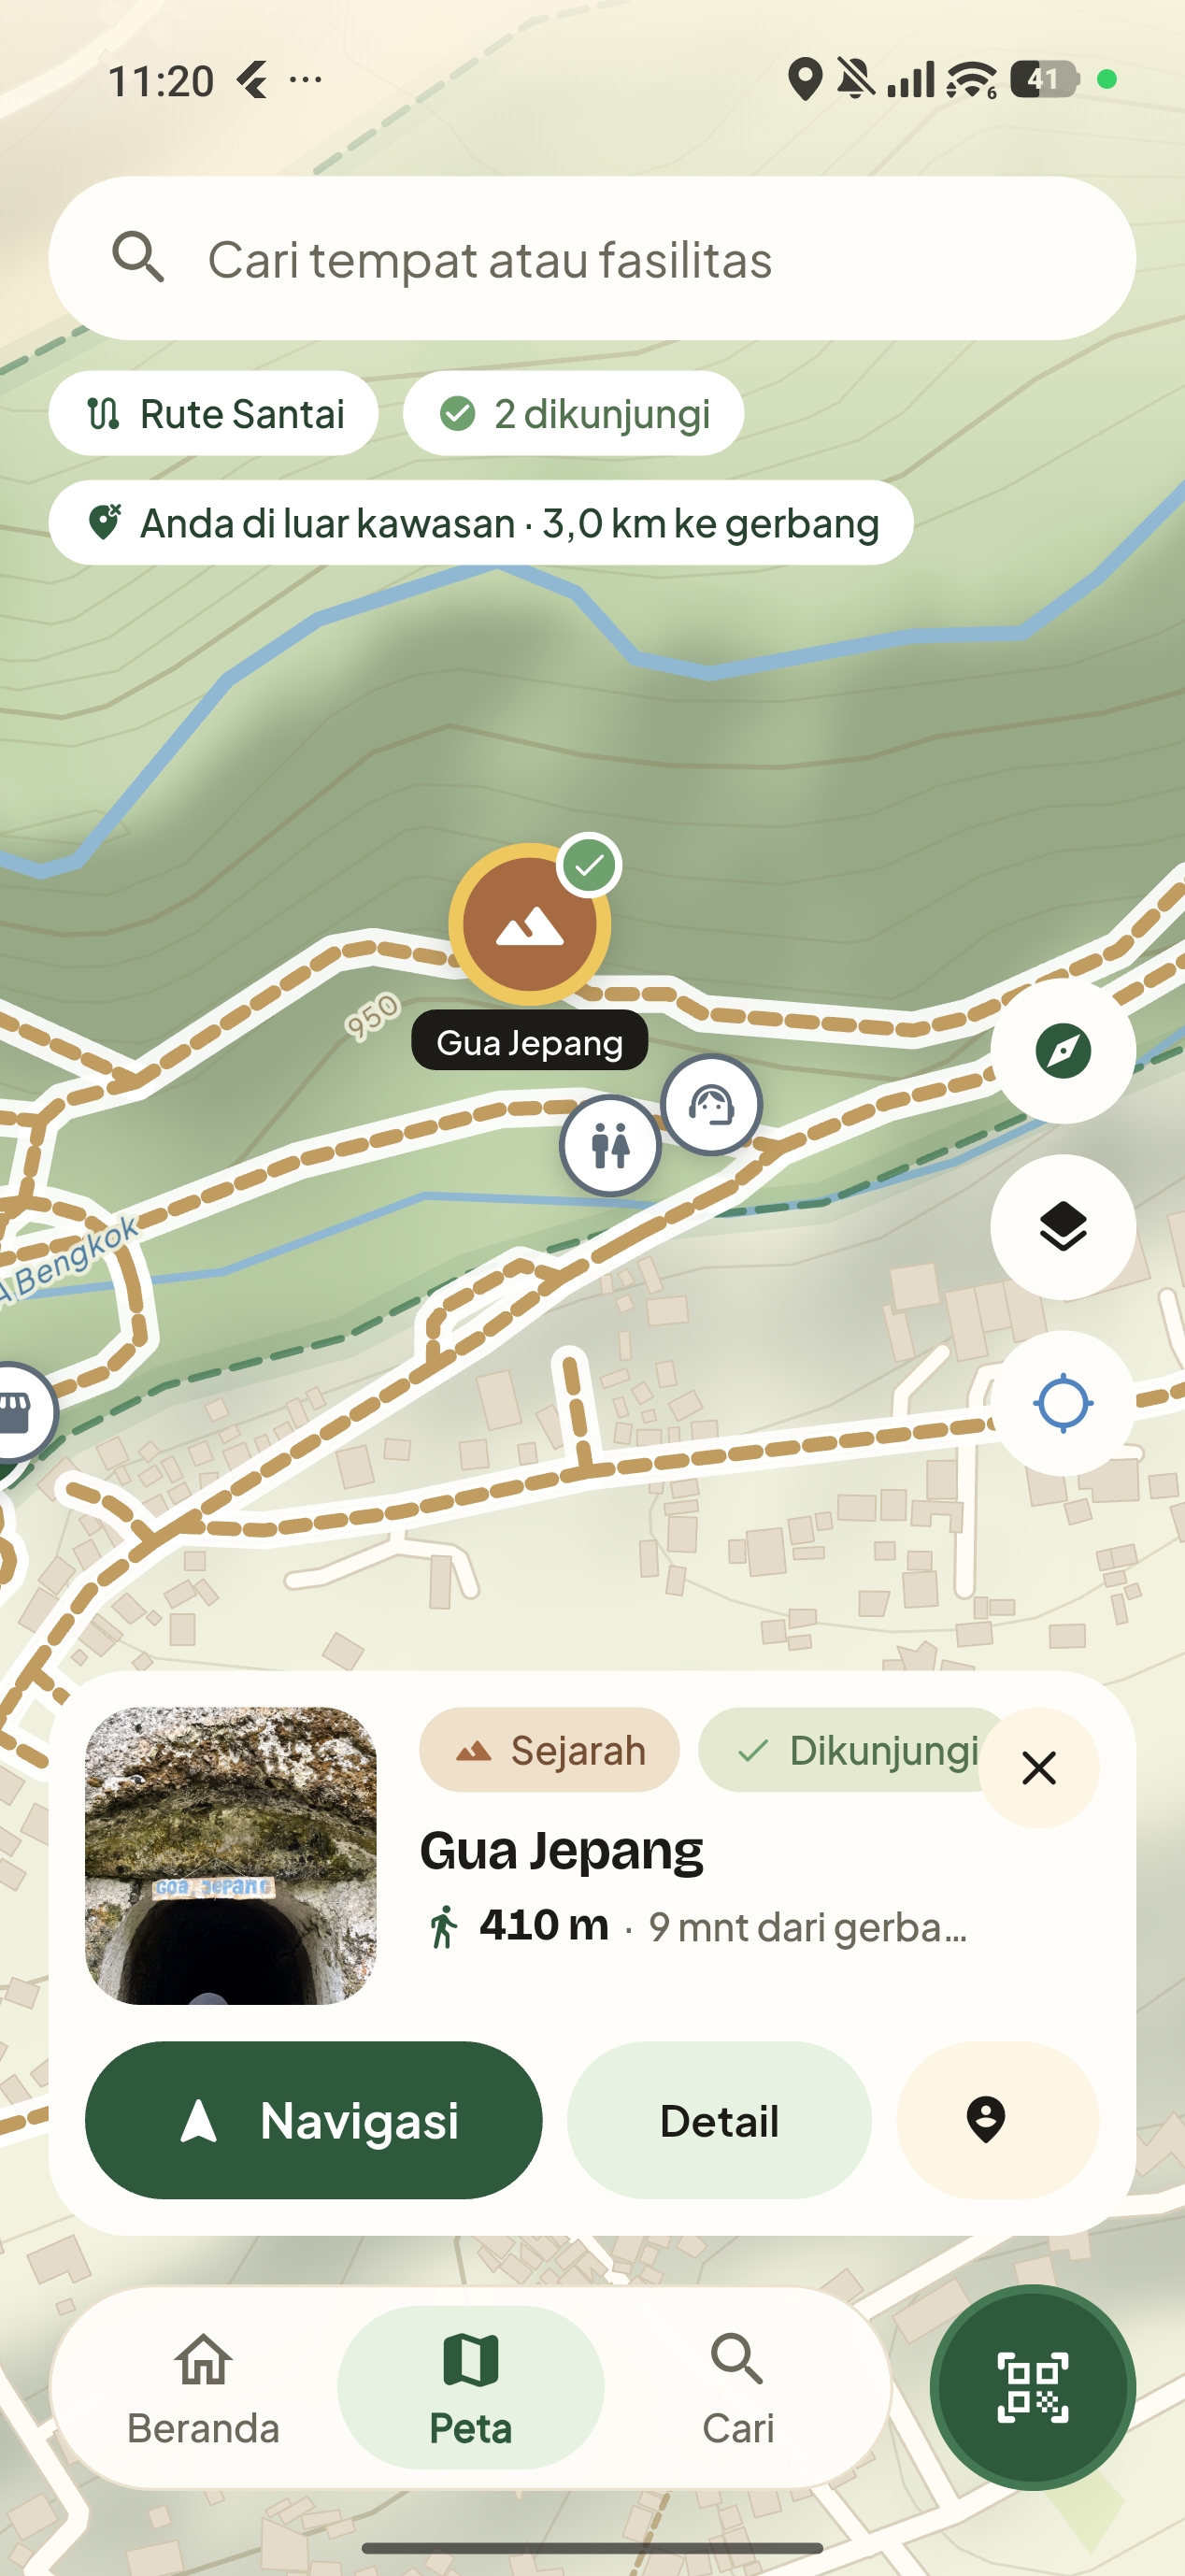 11:20
6
41
Cari tempat atau fasilitas
Rute Santai
2 dikunjungi
Anda di luar kawasan · 3,0 km ke gerbang
950
Gua Jepang
A Bengkok
Sejarah
Dikunjungi
Gua Jepang
GOA JEPANG
410 m · 9 mnt dari gerba...
Navigasi
Detail
Beranda
Peta
Cari